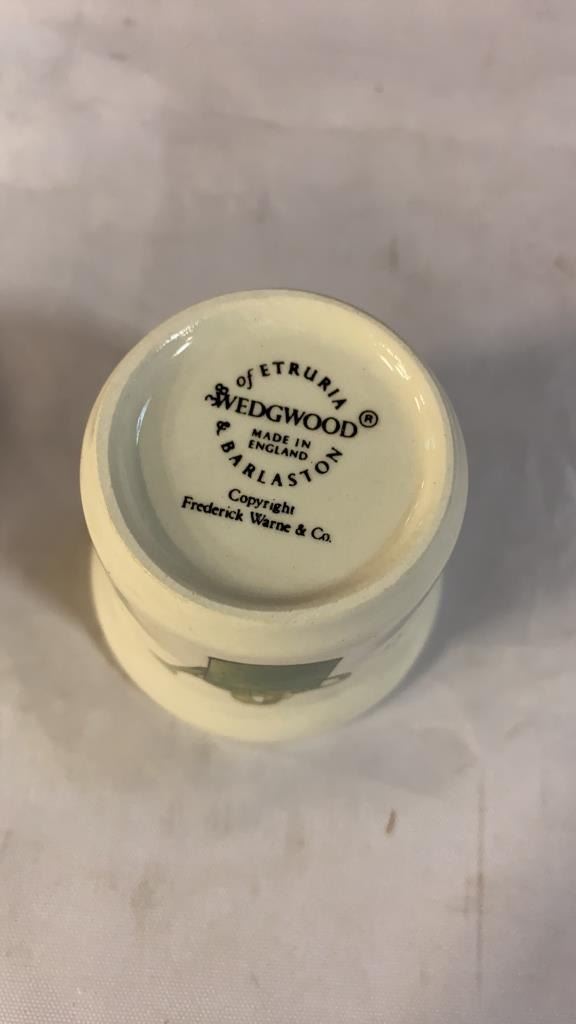 of ETRURIA
WEDGWOOD®
MADE IN
ENGLAND
& BARLASTON
Copyright
Frederick Warne & Co.